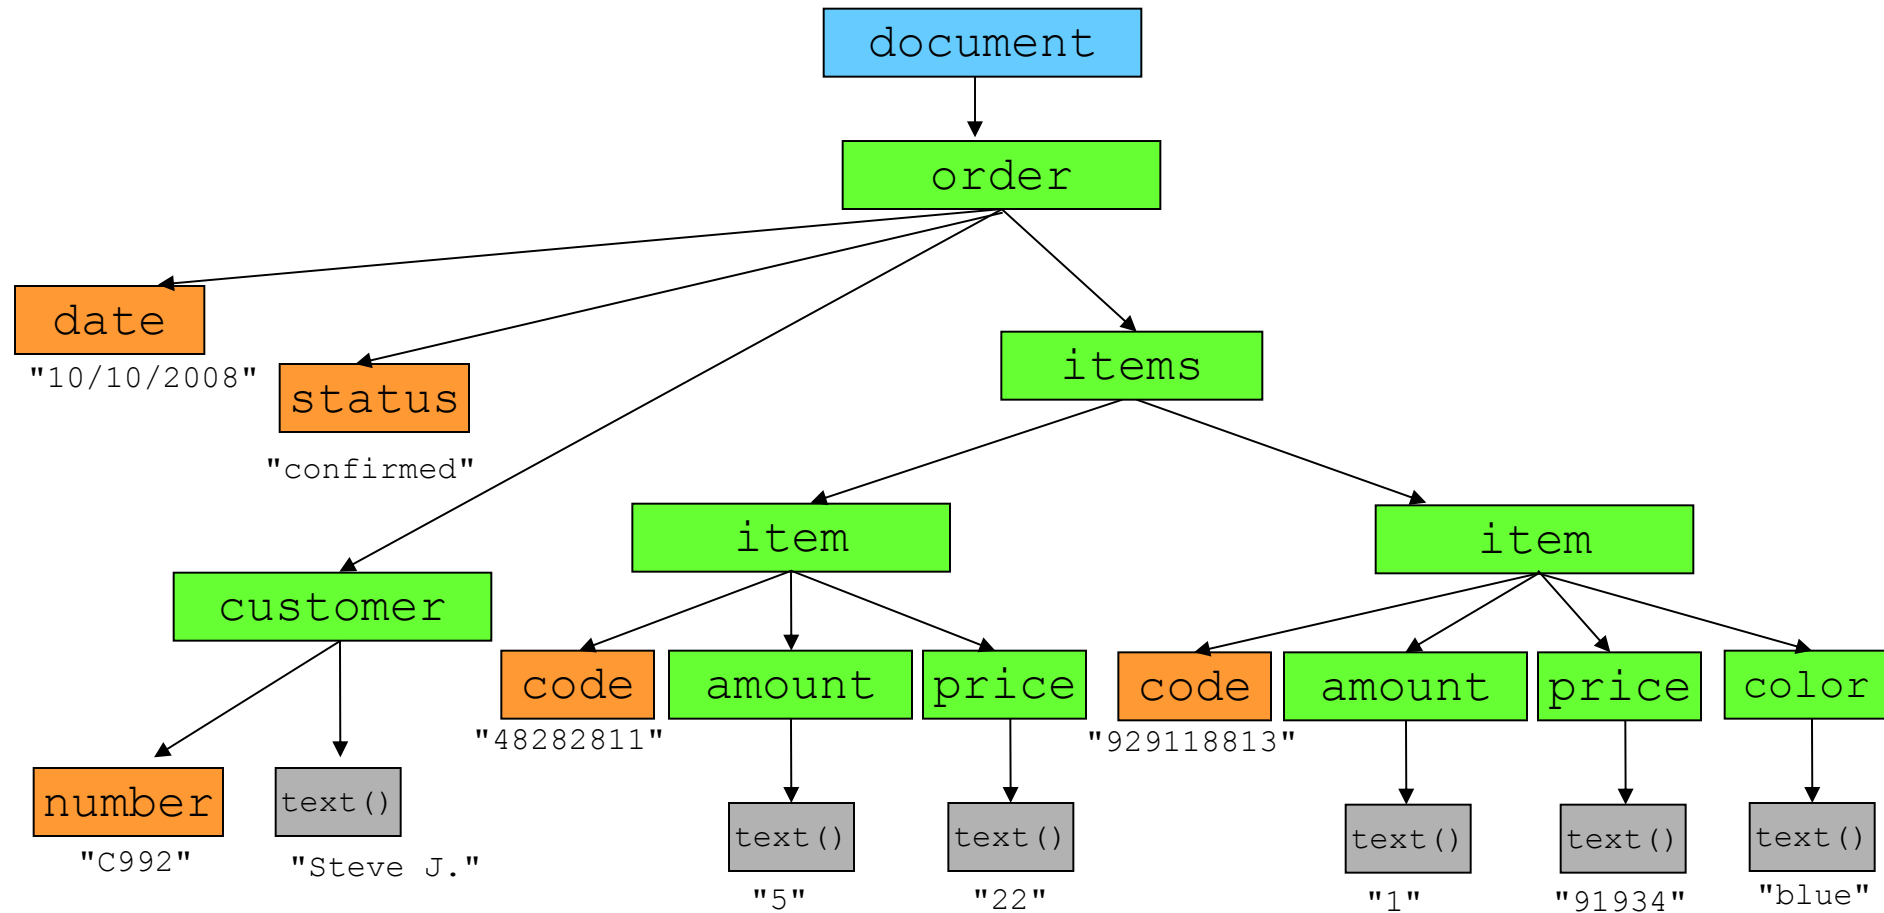 document
order
date
"10/10/2008"
status
"confirmed"
items
item
item
customer
code
amount
price
code
amount
price
color
"48282811"
"929118813"
number
text()
text()
text()
text()
text()
text()
"C992"
"Steve J."
"5"
"22"
"1"
"91934"
"blue"